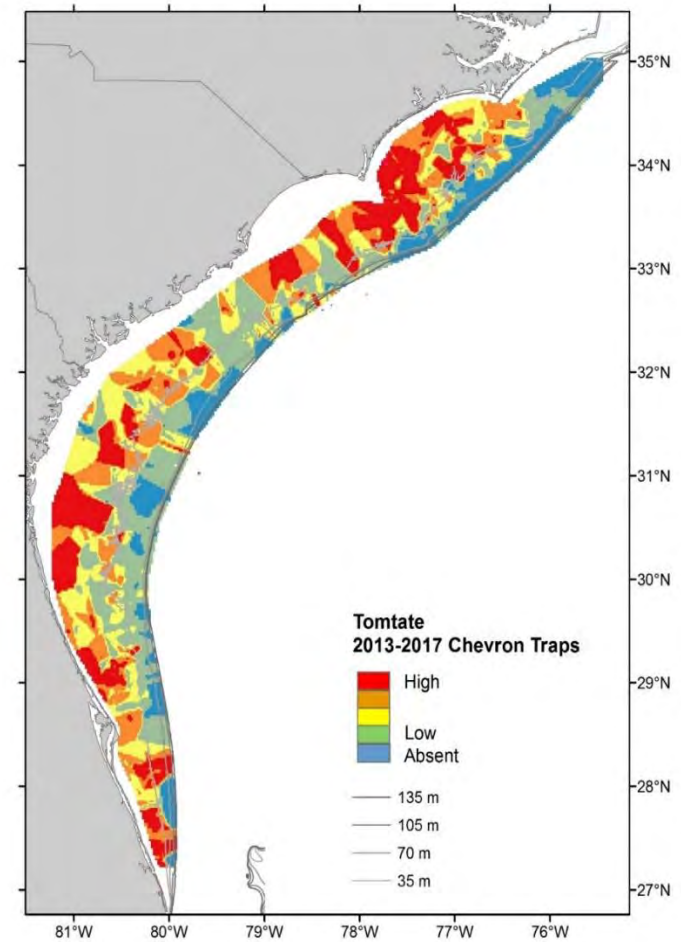 35°N
34°N
33°N
32°N
31°N
30°N
29°N
28°N
27°N
Tomtate
2013-2017 Chevron Traps
High
Low
Absent
135 m
105 m
70 m
35 m
81°W 80°W 79°W 78°W 77°W 76°W